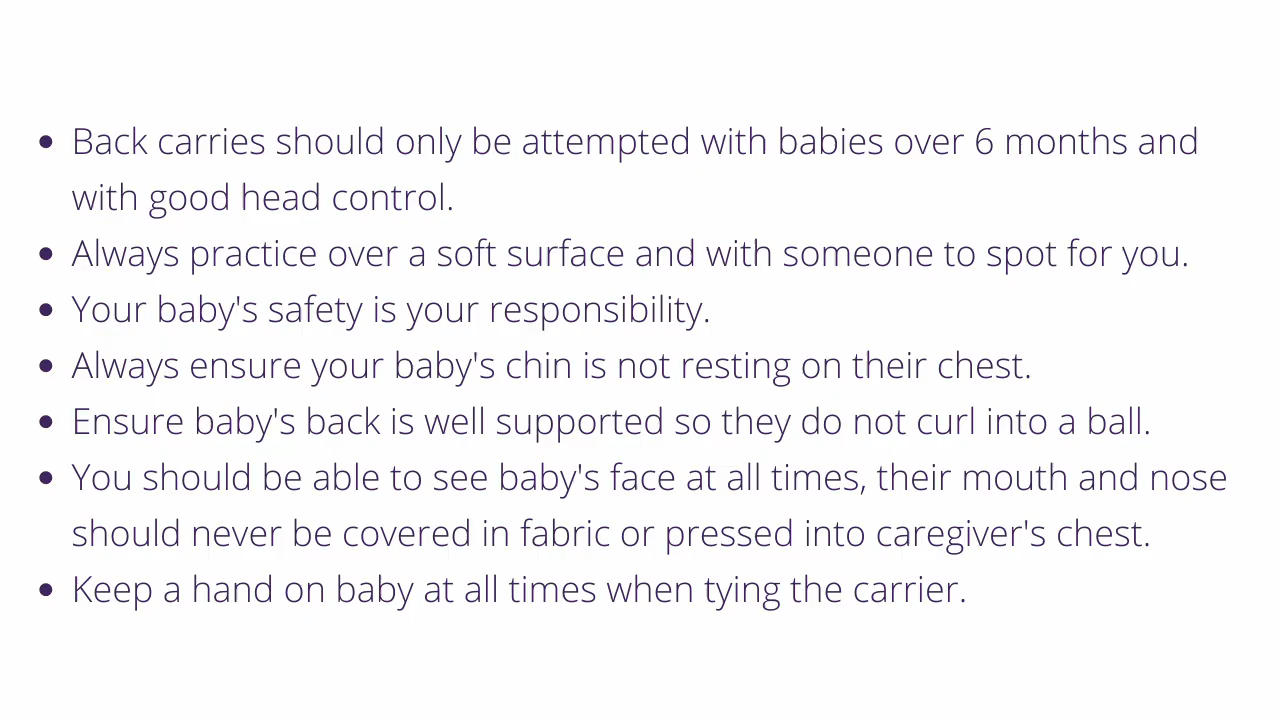 • Back carries should only be attempted with babies over 6 months and
with good head control.
• Always practice over a soft surface and with someone to spot for you.
• Your baby's safety is your responsibility.
• Always ensure your baby's chin is not resting on their chest.
• Ensure baby's back is well supported so they do not curl into a ball.
• You should be able to see baby's face at all times, their mouth and nose
should never be covered in fabric or pressed into caregiver's chest.
• Keep a hand on baby at all times when tying the carrier.